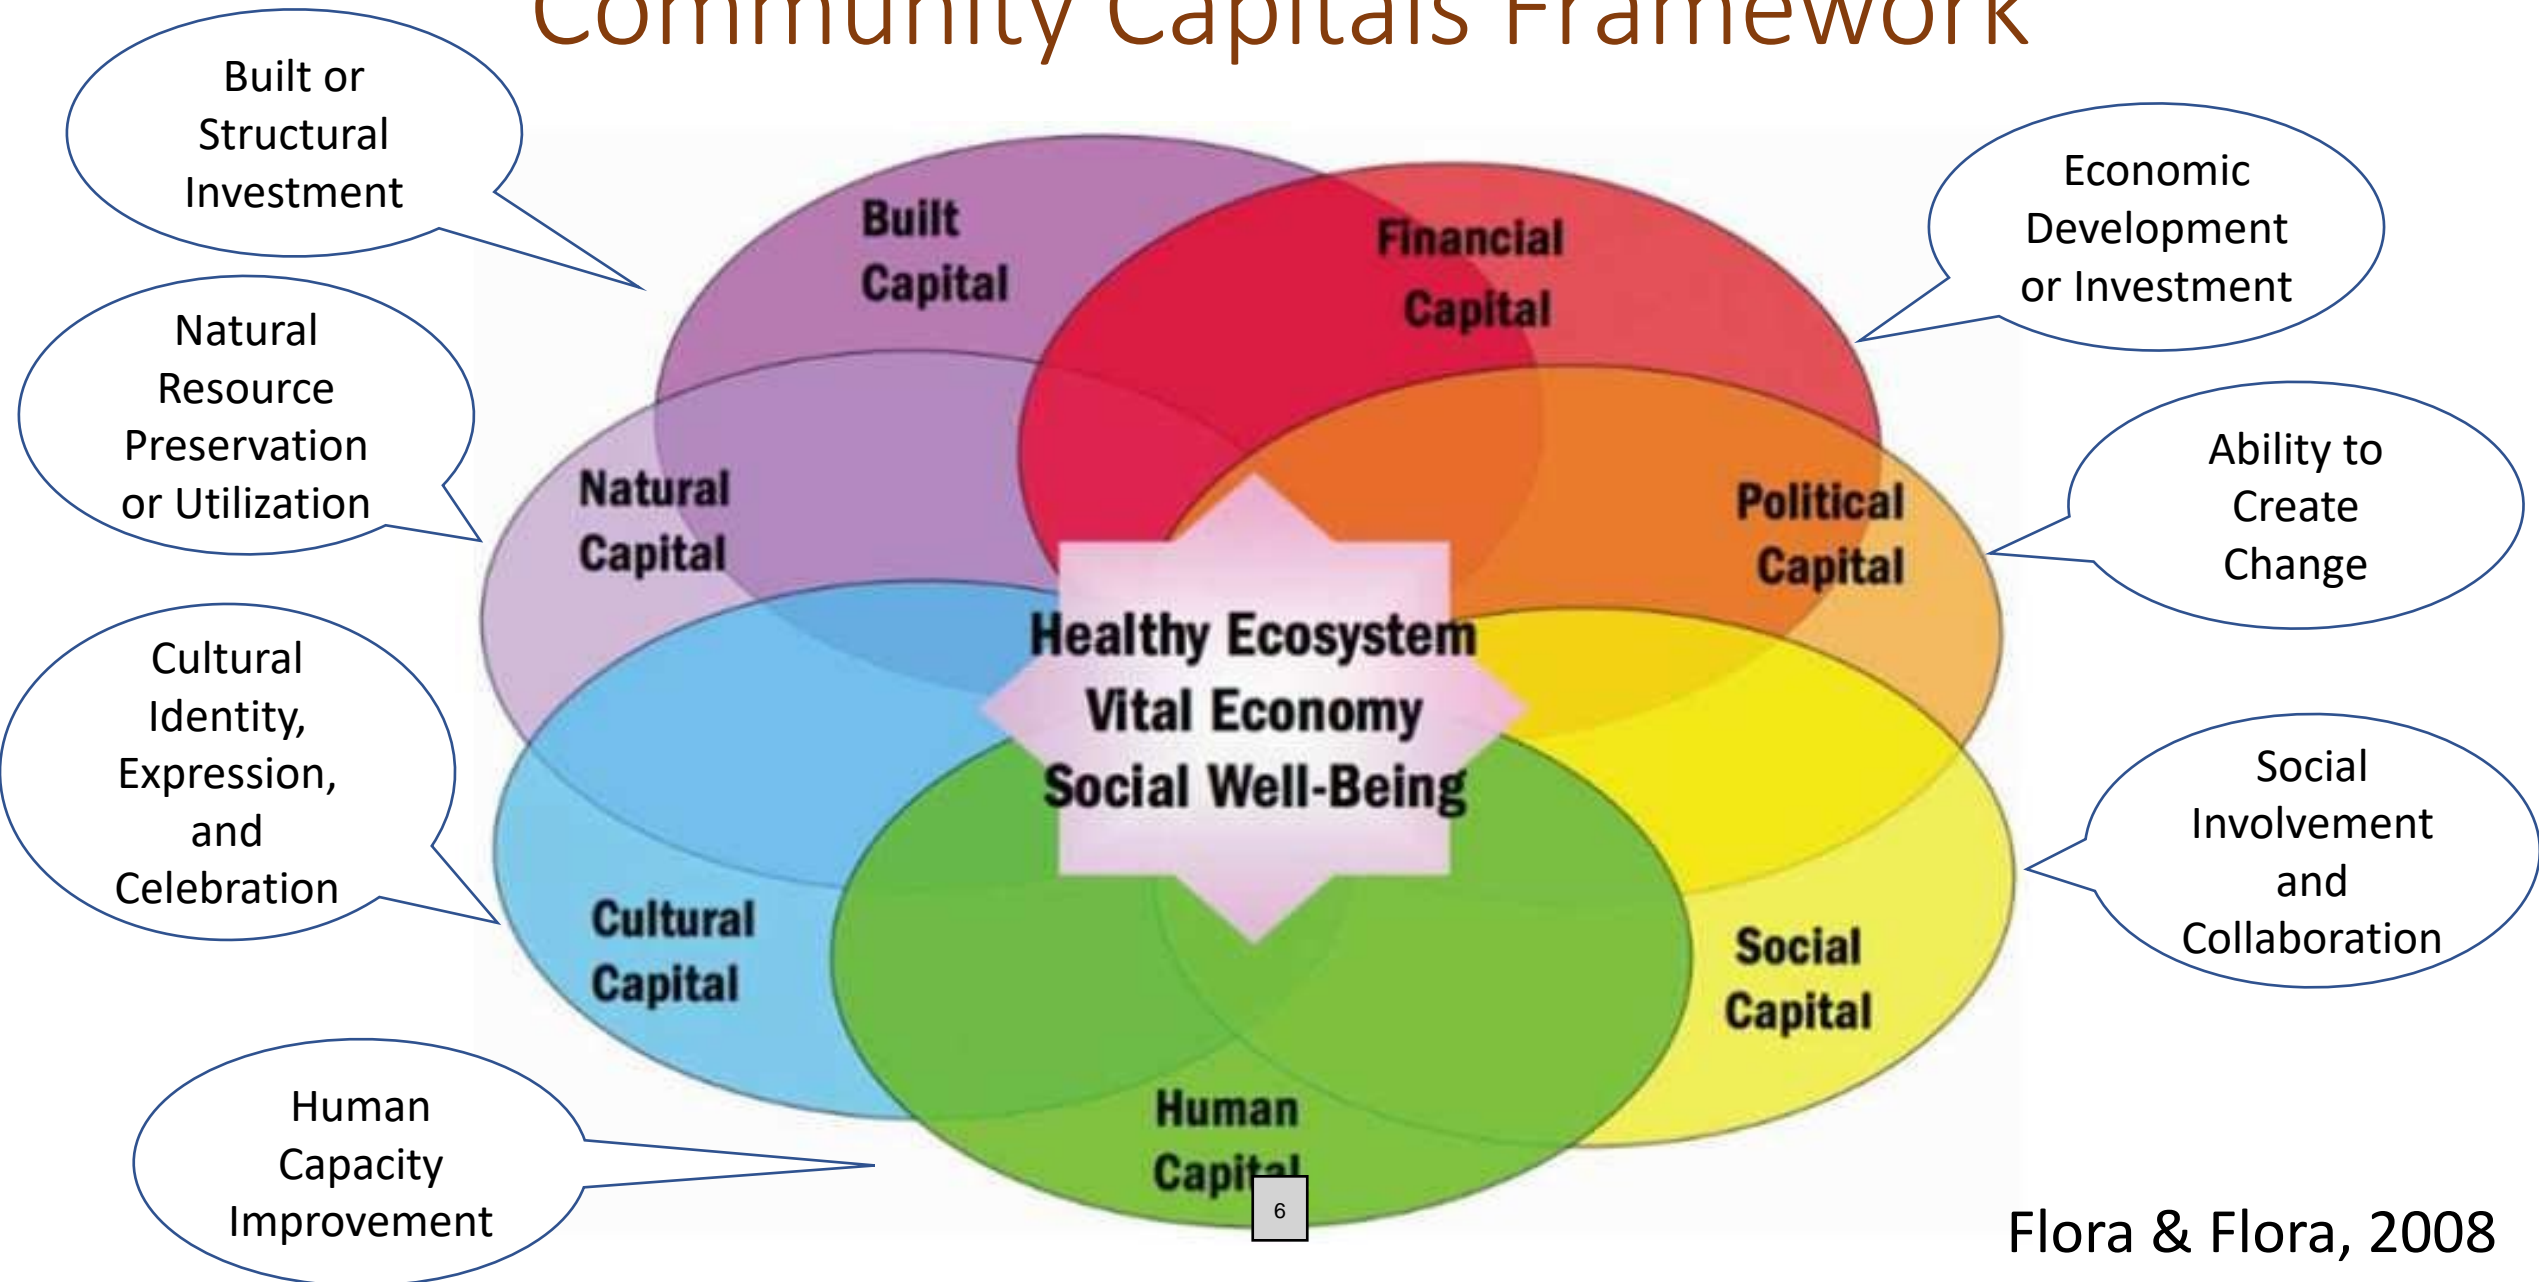 Community Capitals Framework
Built or
Structural
Investment
Natural
Resource
Preservation
or Utilization
Cultural
Identity,
Expression,
and
Celebration
Human
Capacity
Improvement
Built
Capital
Financial
Capital
Natural
Capital
Political
Capital
Healthy Ecosystem
Vital Economy
Social Well-Being
Cultural
Capital
Social
Capital
Human
Capital
6
Economic
Development
or Investment
Ability to
Create
Change
Social
Involvement
and
Collaboration
Flora & Flora, 2008